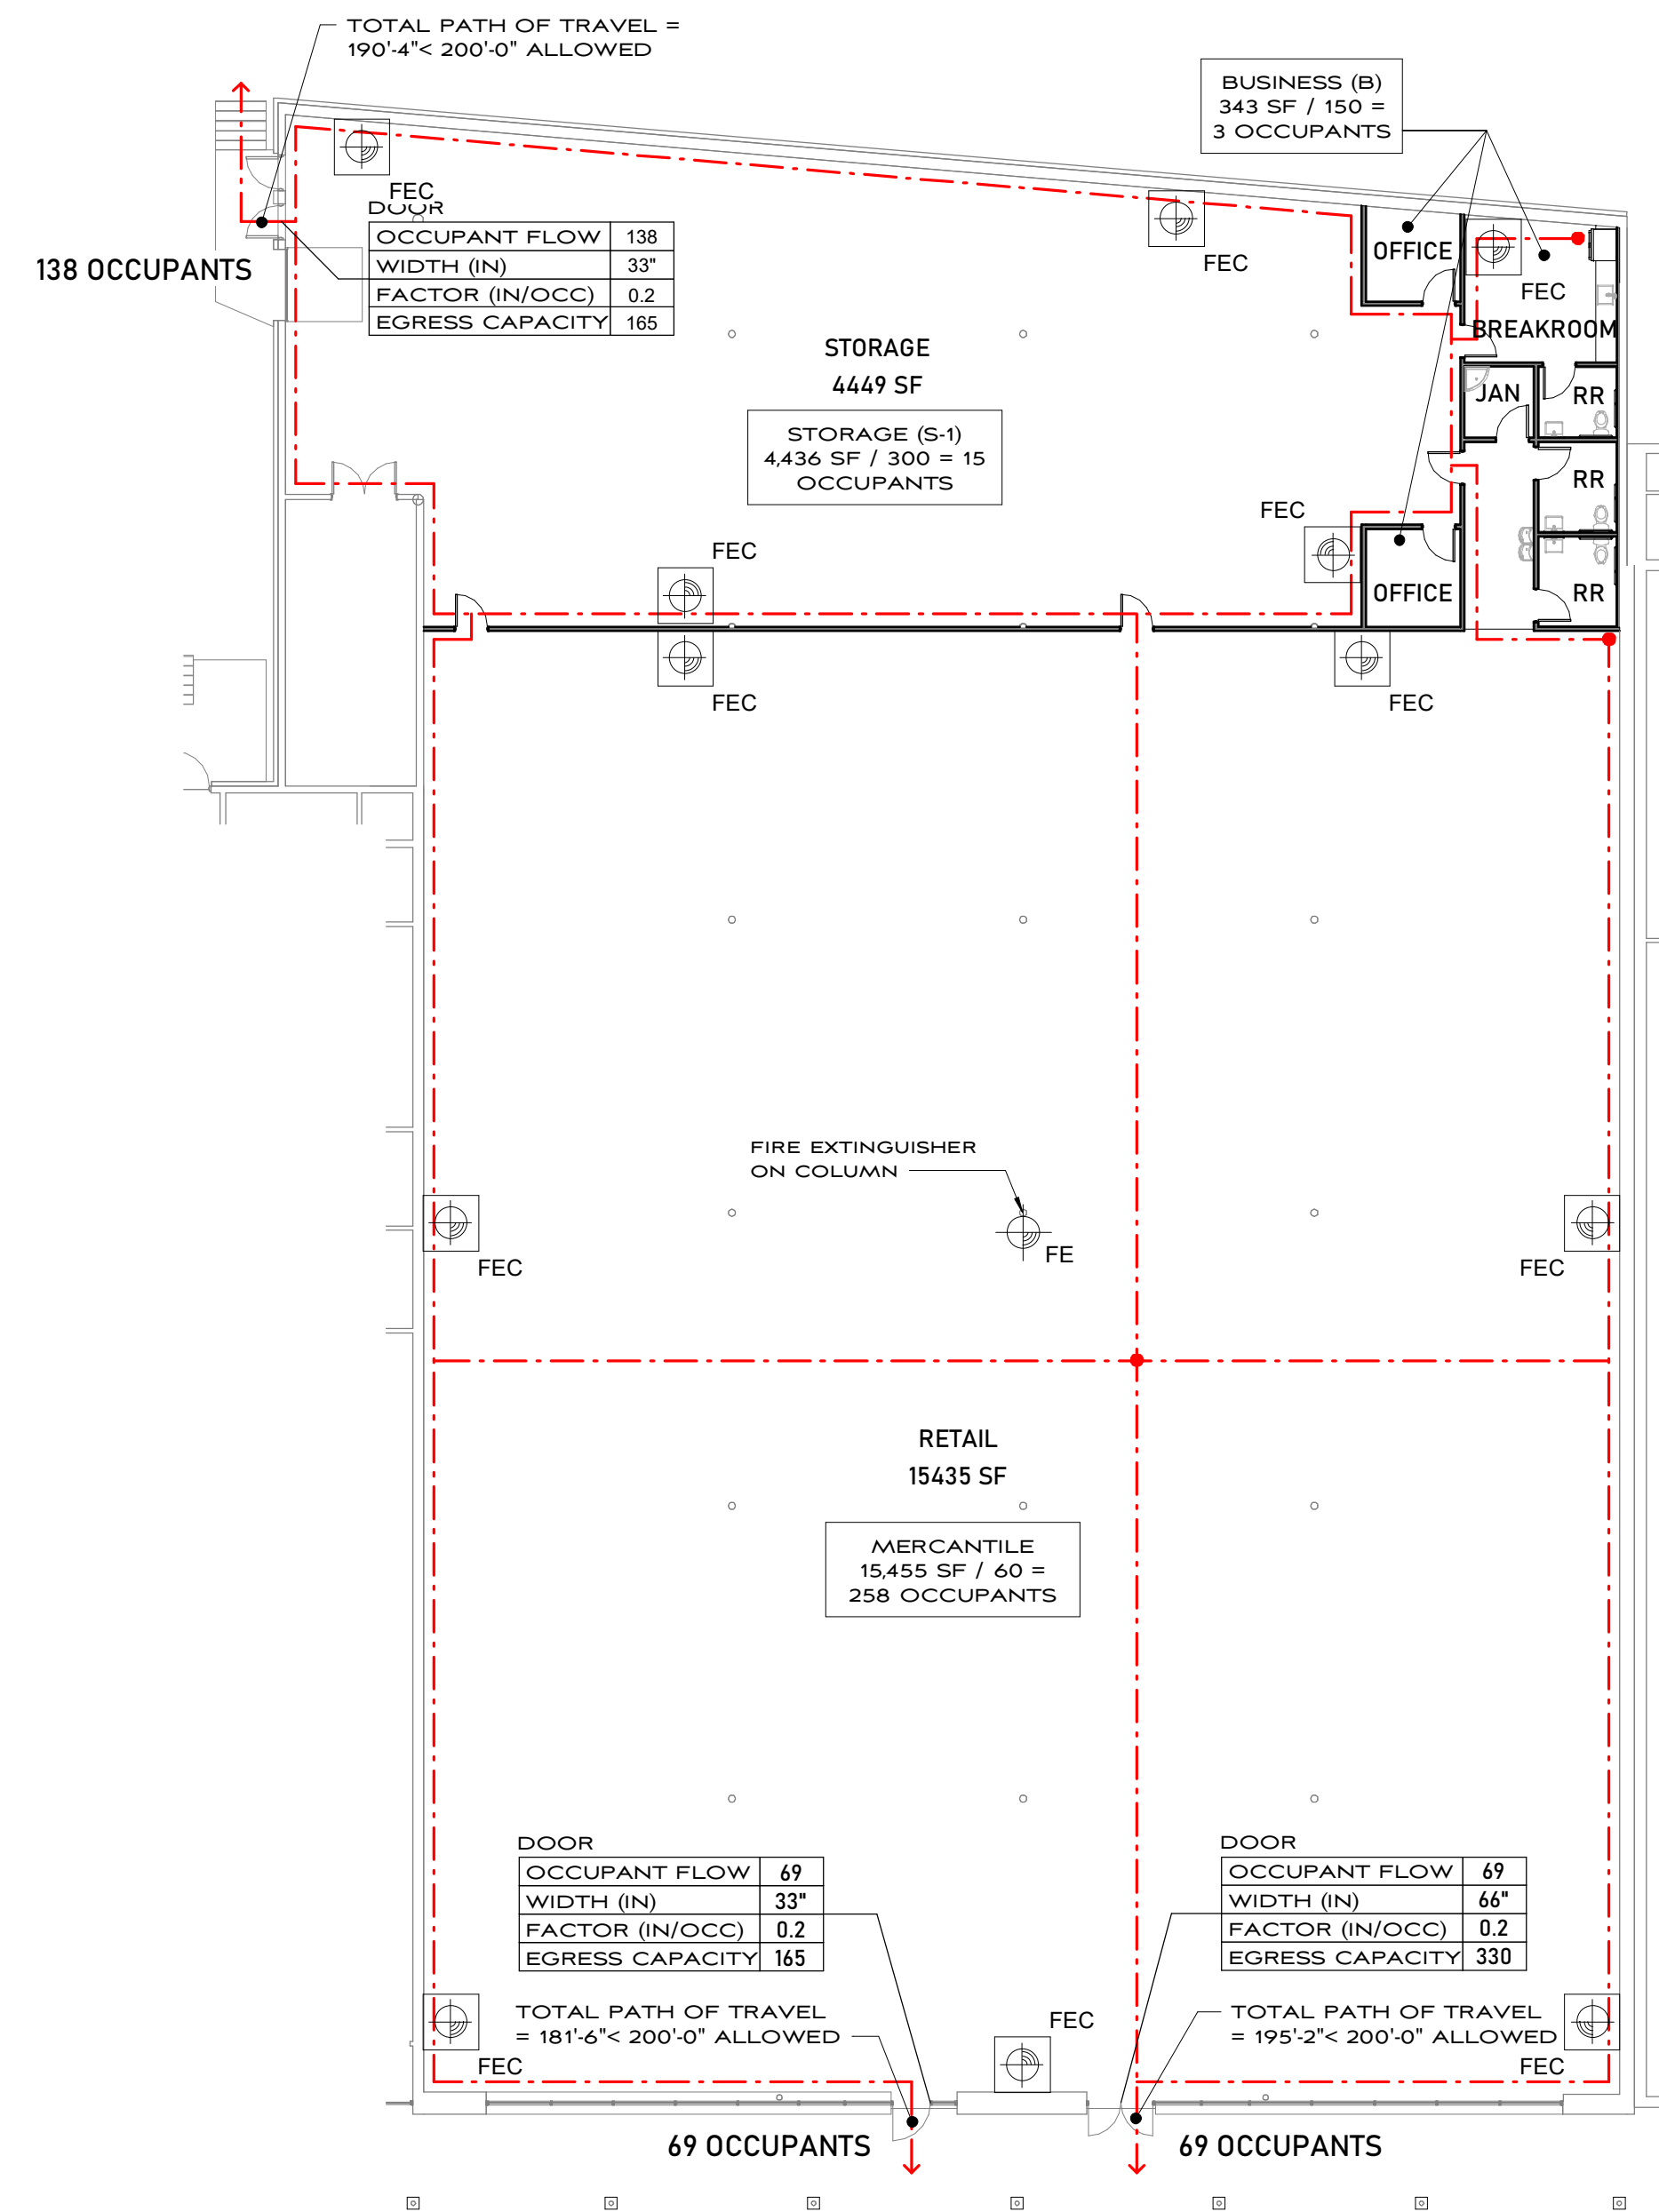 TOTAL PATH OF TRAVEL =
190'-4"< 200'-0" ALLOWED
BUSINESS (B)
343 SF / 150 =
3 OCCUPANTS
FEC
DOOR
OCCUPANT FLOW 138
WIDTH (IN) 33"
FACTOR (IN/OCC) 0.2
EGRESS CAPACITY 165
138 OCCUPANTS
FEC
OFFICE
FEC
BREAKROOM
STORAGE
4449 SF
STORAGE (S-1)
4,436 SF / 300 = 15
OCCUPANTS
JAN
RR
RR
FEC
FEC
OFFICE
RR
FEC
FEC
FIRE EXTINGUISHER
ON COLUMN
FE
FEC
FEC
RETAIL
15435 SF
MERCANTILE
15,455 SF / 60 =
258 OCCUPANTS
DOOR
OCCUPANT FLOW 69
WIDTH (IN) 33"
FACTOR (IN/OCC) 0.2
EGRESS CAPACITY 165
DOOR
OCCUPANT FLOW 69
WIDTH (IN) 66"
FACTOR (IN/OCC) 0.2
EGRESS CAPACITY 330
TOTAL PATH OF TRAVEL
= 181'-6"< 200'-0" ALLOWED
FEC
TOTAL PATH OF TRAVEL
= 195'-2"< 200'-0" ALLOWED
FEC
FEC
69 OCCUPANTS
69 OCCUPANTS